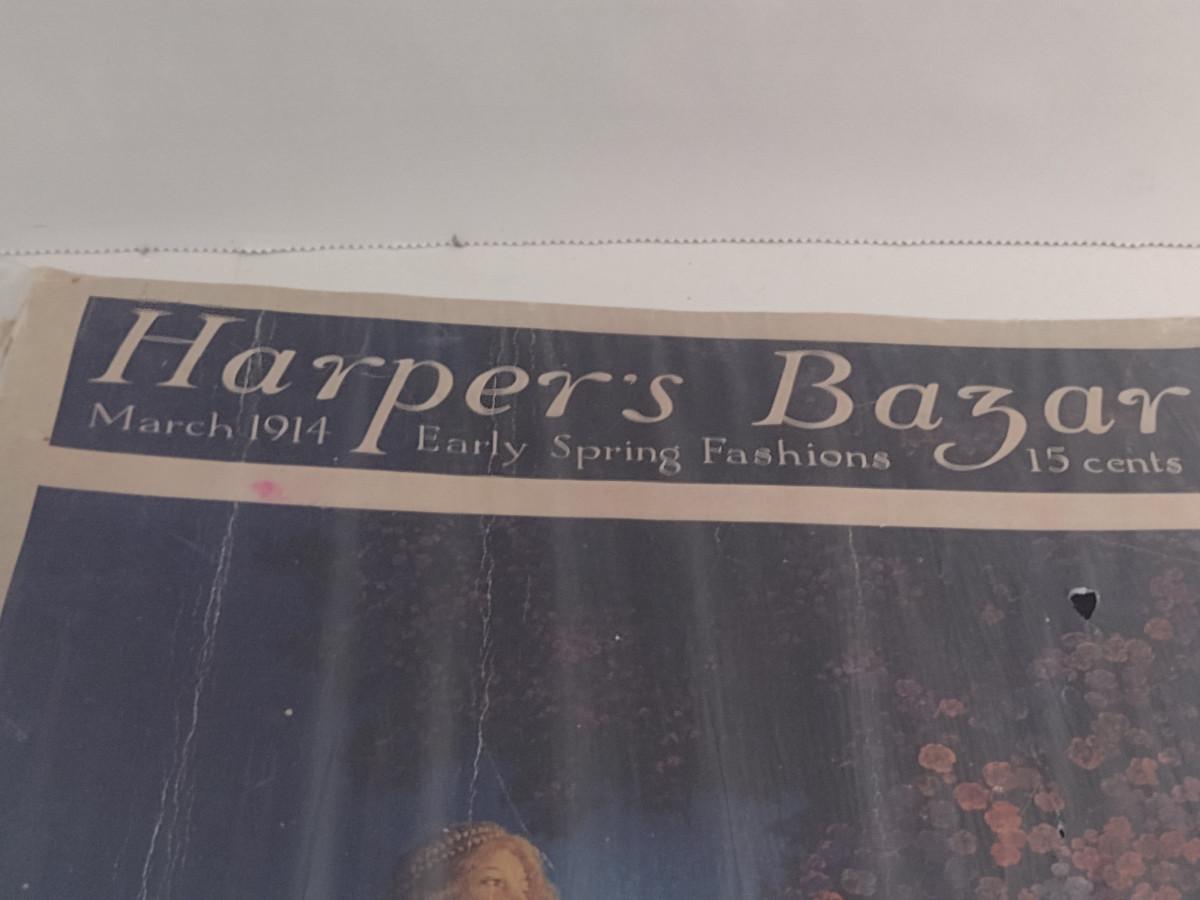 Harper's Bazar
March 1914 Early Spring Fashions 15 cents